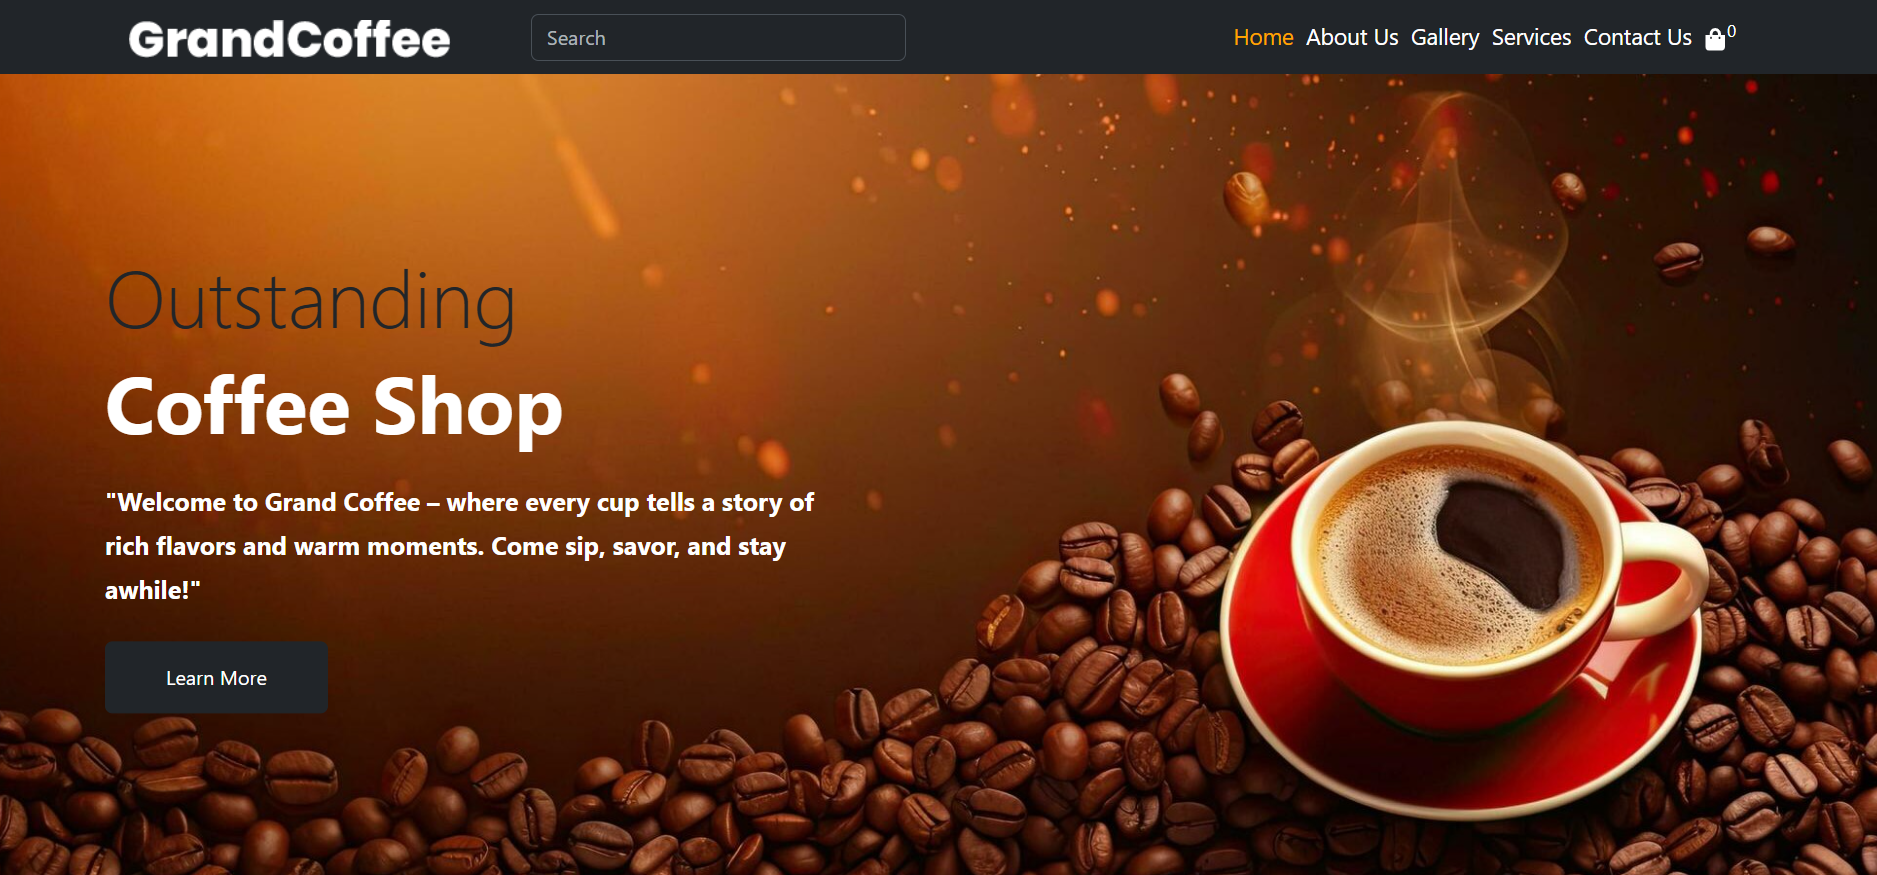 GrandCoffee
Search
Home About Us Gallery Services Contact Us 0
Outstanding
Coffee Shop
"Welcome to Grand Coffee – where every cup tells a story of
rich flavors and warm moments. Come sip, savor, and stay
awhile!"
Learn More